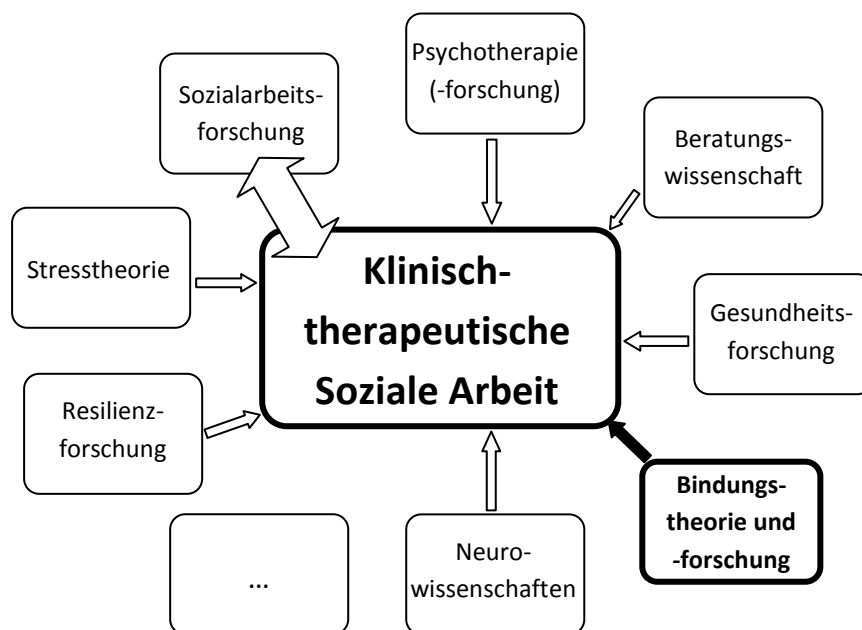 Psychotherapie
(-forschung)
Sozialarbeits-
forschung
Beratungs-
wissenschaft
Stresstheorie
Klinisch-
therapeutische
Soziale Arbeit
Gesundheits-
forschung
Resilienz-
forschung
Bindungs-
theorie und
-forschung
...
Neuro-
wissenschaften